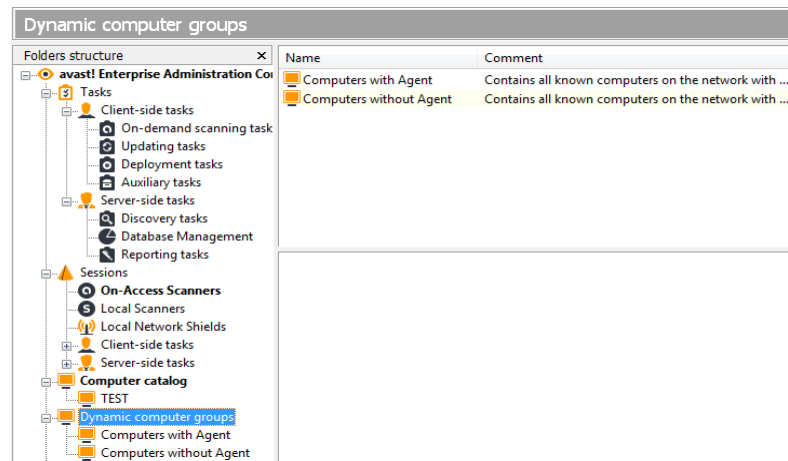 Dynamic computer groups
Folders structure
avast! Enterprise Administration Co
Tasks
Client-side tasks
On-demand scanning task
Updating tasks
Deployment tasks
Auxiliary tasks
Server-side tasks
Discovery tasks
Database Management
Reporting tasks
Sessions
On-Access Scanners
Local Scanners
Local Network Shields
Client-side tasks
Server-side tasks
Computer catalog
TEST
Dynamic computer groups
Computers with Agent
Computers without Agent
Name Comment
Computers with Agent Contains all known computers on the network with ...
Computers without Agent Contains all known computers on the network with ...